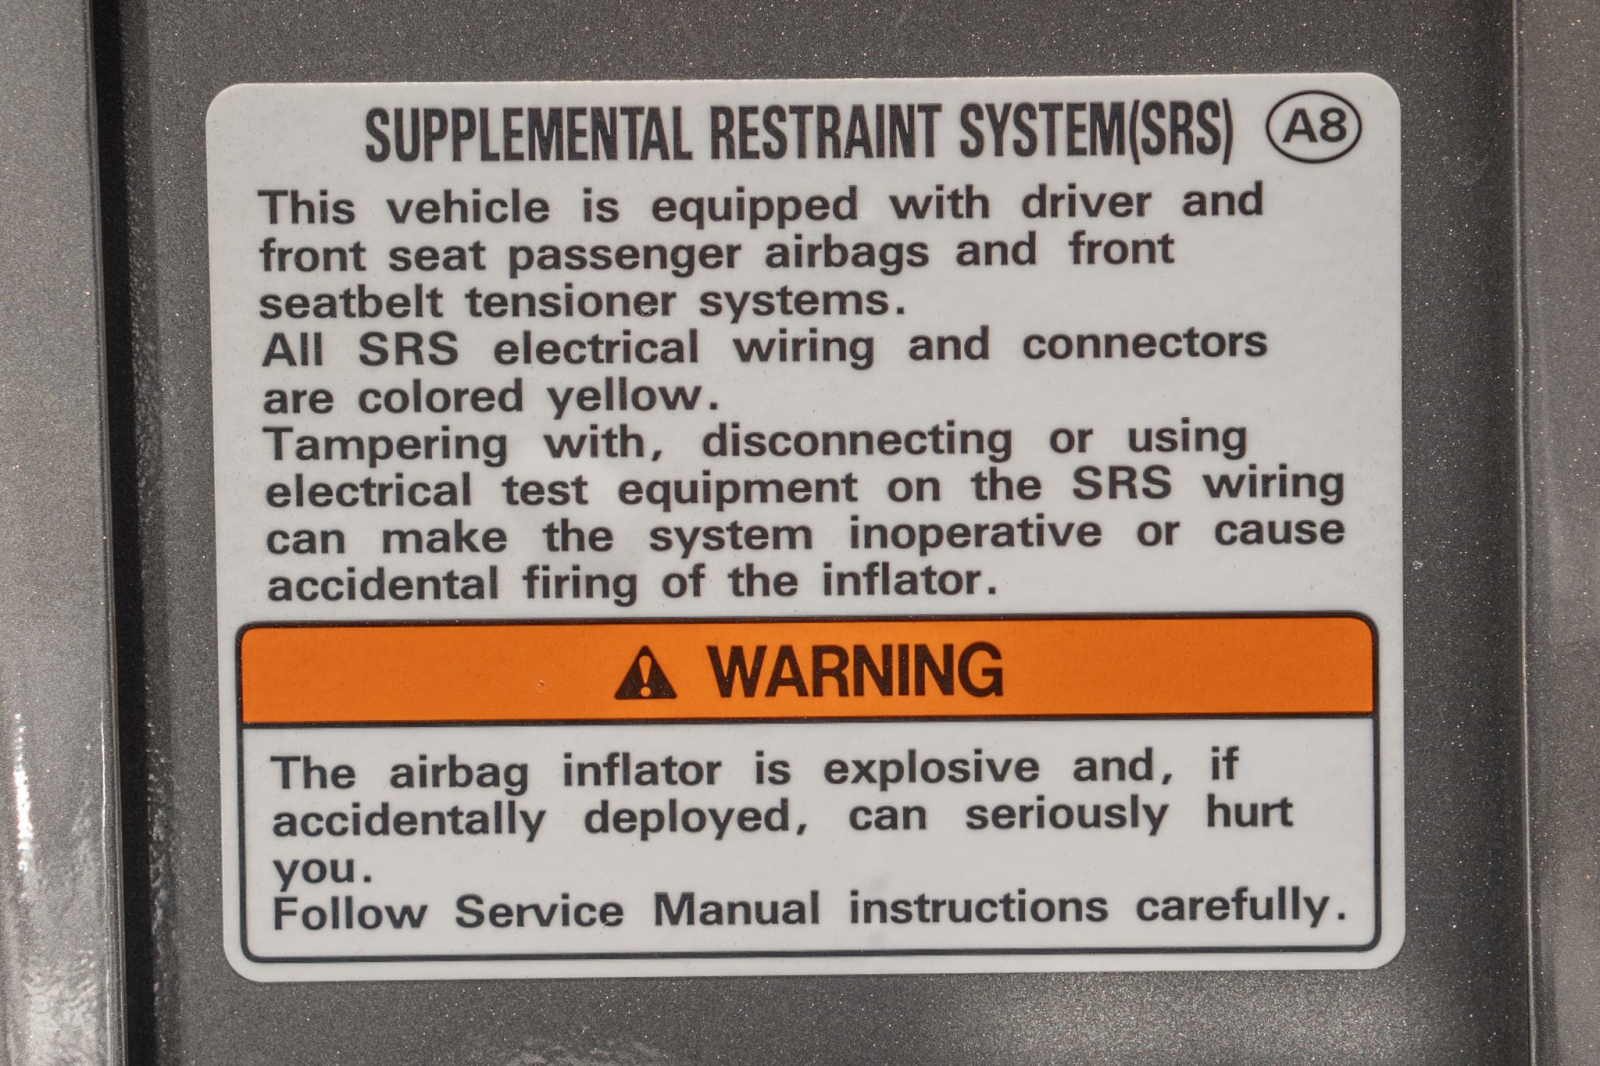 SUPPLEMENTAL RESTRAINT SYSTEM(SRS) A8
This vehicle is equipped with driver and
front seat passenger airbags and front
seatbelt tensioner systems.
All SRS electrical wiring and connectors
are colored yellow.
Tampering with, disconnecting or using
electrical test equipment on the SRS wiring
can make the system inoperative or cause
accidental firing of the inflator.
WARNING
The airbag inflator is explosive and, if
accidentally deployed, can seriously hurt
you.
Follow Service Manual instructions carefully.